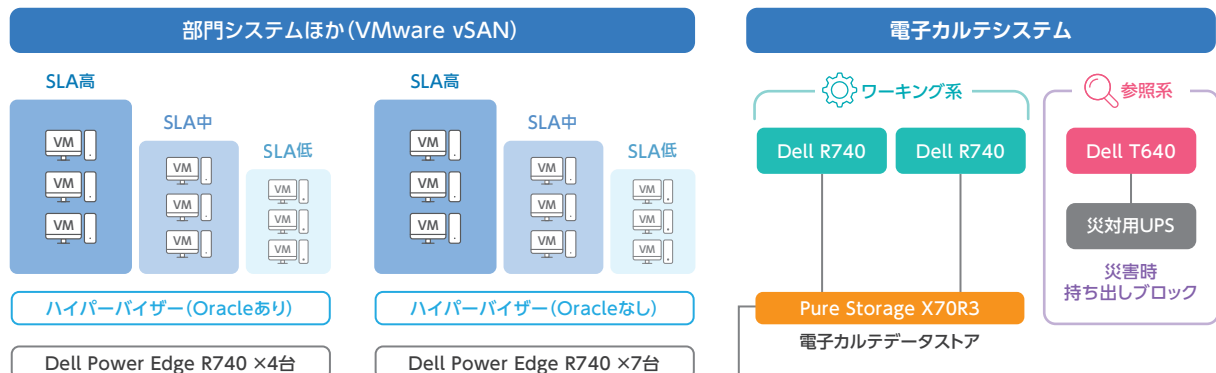 部門システムほか（VMware vSAN）
SLA高
VM
VM
VM
SLA中
VM
VM
VM
SLA低
VM
VM
VM
ハイパーバイザー（Oracleあり）
Dell Power Edge R740 ×4台
SLA高
VM
VM
VM
SLA中
VM
VM
VM
SLA低
VM
VM
VM
ハイパーバイザー（Oracleなし）
Dell Power Edge R740 ×7台
電子カルテシステム
ワーキング系
Dell R740
Dell R740
Pure Storage X70R3
電子カルテデータストア
参照系
Dell T640
災対用UPS
災害時
持ち出しブロック